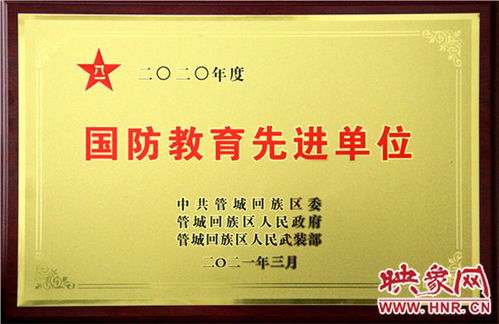 八一
二〇二〇年度
国防教育先进单位
中共管城回族区委
管城回族区人民政府
管城回族区人民武装部
二〇二一年三月
映象网
WWW.HNR.CN